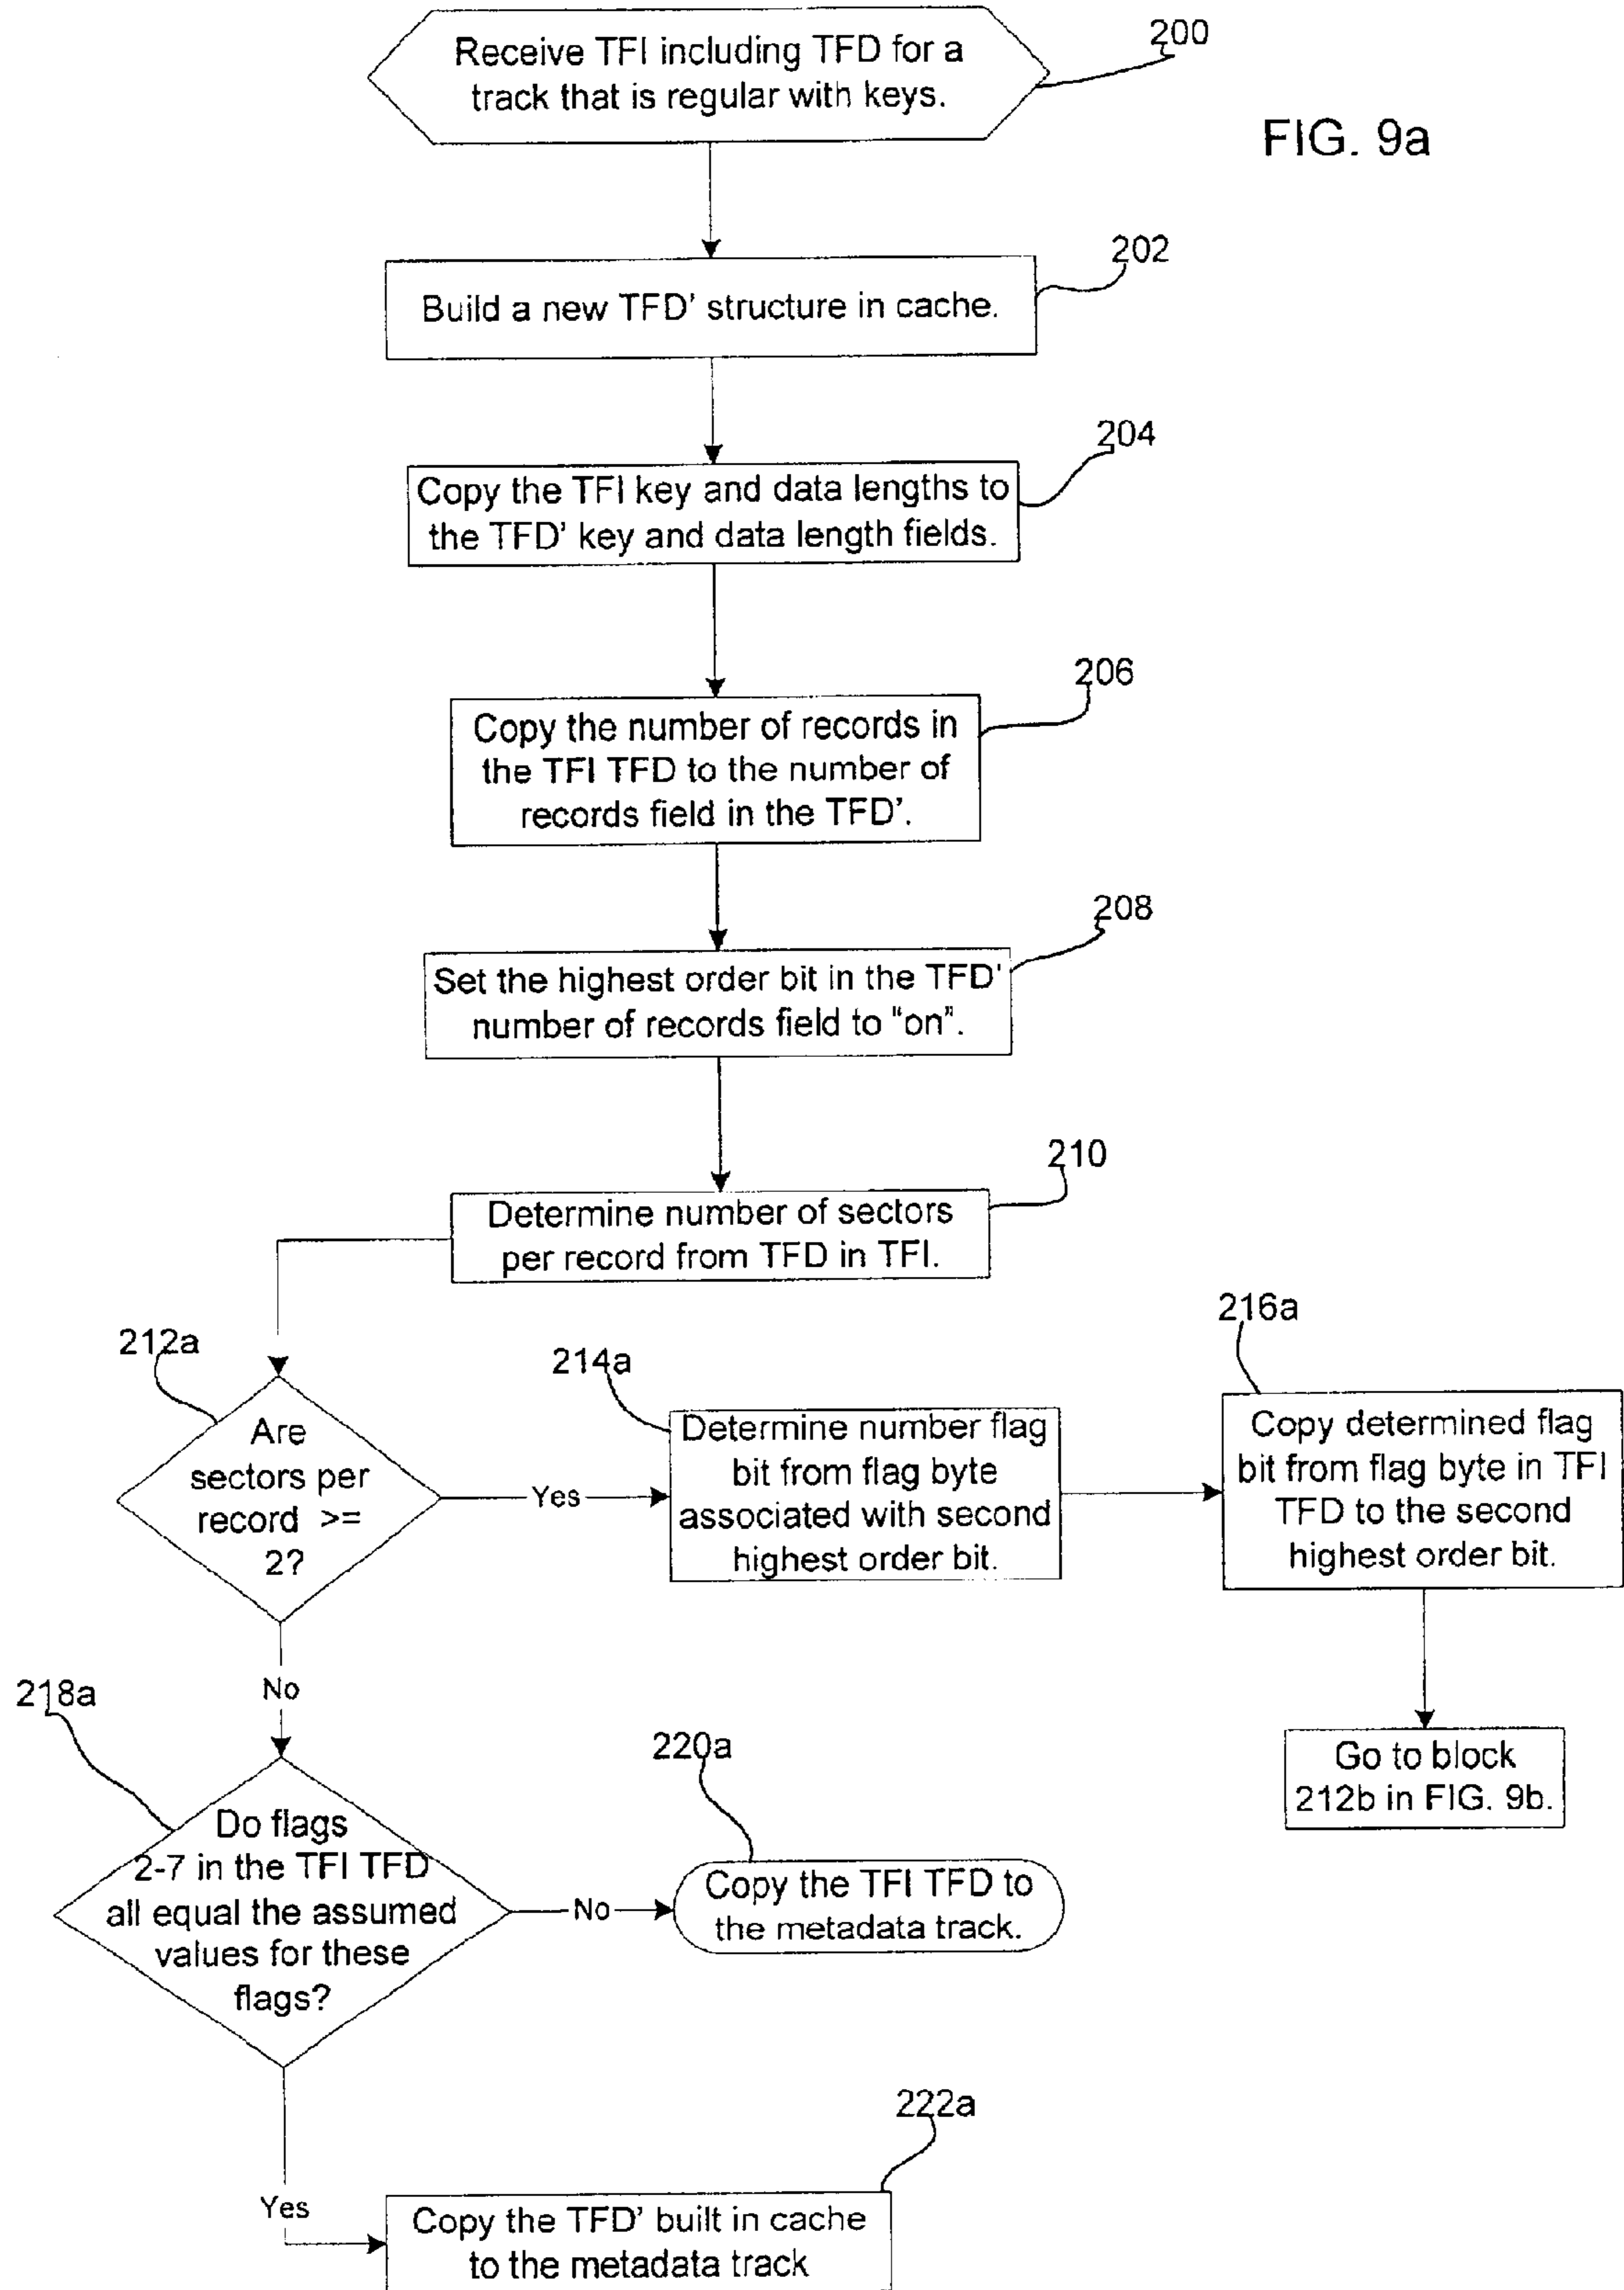 Receive TFI including TFD for a
track that is regular with keys.
200
FIG. 9a
202
Build a new TFD' structure in cache.
204
Copy the TFI key and data lengths to
the TFD' key and data length fields.
206
Copy the number of records in
the TFI TFD to the number of
records field in the TFD'.
208
Set the highest order bit in the TFD'
number of records field to "on".
210
Determine number of sectors
per record from TFD in TFI.
212a
Are
sectors per
record >=
2?
Yes
214a
Determine number flag
bit from flag byte
associated with second
highest order bit.
216a
Copy determined flag
bit from flag byte in TFI
TFD to the second
highest order bit.
Go to block
212b in FIG. 9b.
No
218a
Do flags
2-7 in the TFI TFD
all equal the assumed
values for these
flags?
No
220a
Copy the TFI TFD to
the metadata track.
Yes
222a
Copy the TFD' built in cache
to the metadata track